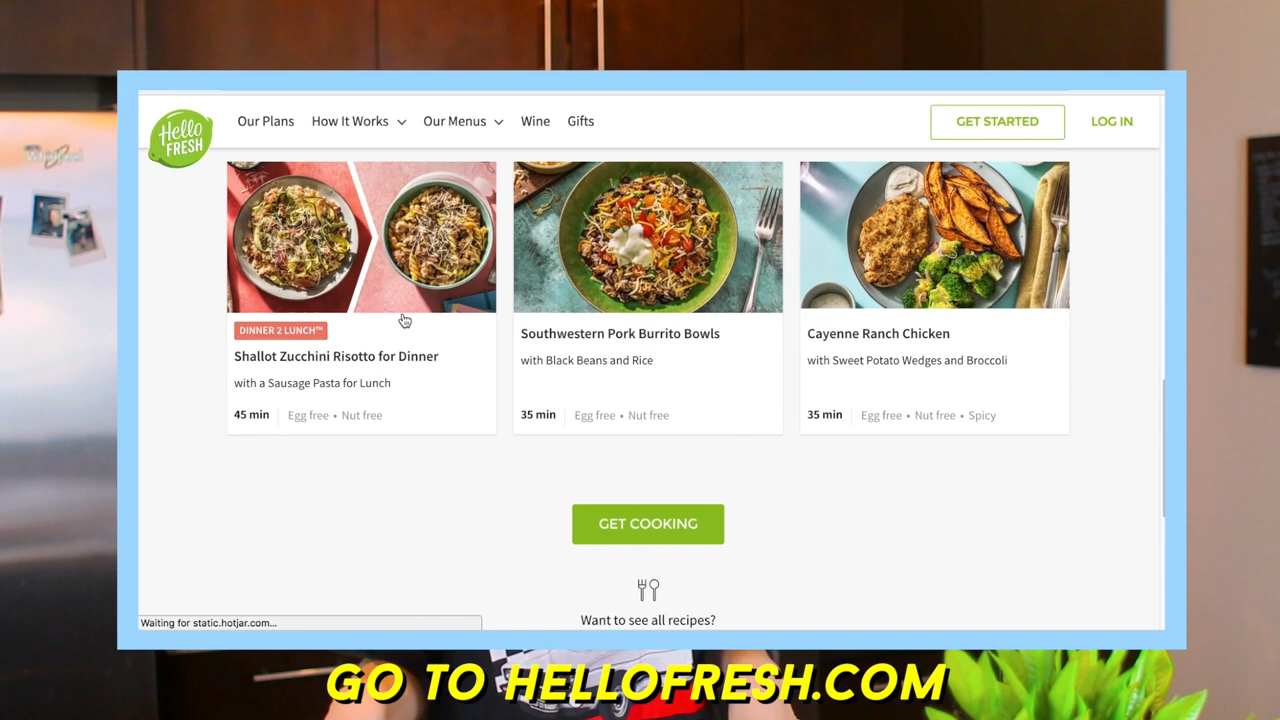 Whirlpool
Hello
FRESH
Our Plans
How It Works
Our Menus
Wine
Gifts
GET STARTED
LOG IN
DINNER 2 LUNCH™
Shallot Zucchini Risotto for Dinner
with a Sausage Pasta for Lunch
45 min
Egg free • Nut free
Southwestern Pork Burrito Bowls
with Black Beans and Rice
35 min
Egg free • Nut free
Cayenne Ranch Chicken
with Sweet Potato Wedges and Broccoli
35 min
Egg free • Nut free • Spicy
GET COOKING
Want to see all recipes?
Waiting for static.hotjar.com...
GO TO HELLOFRESH.COM